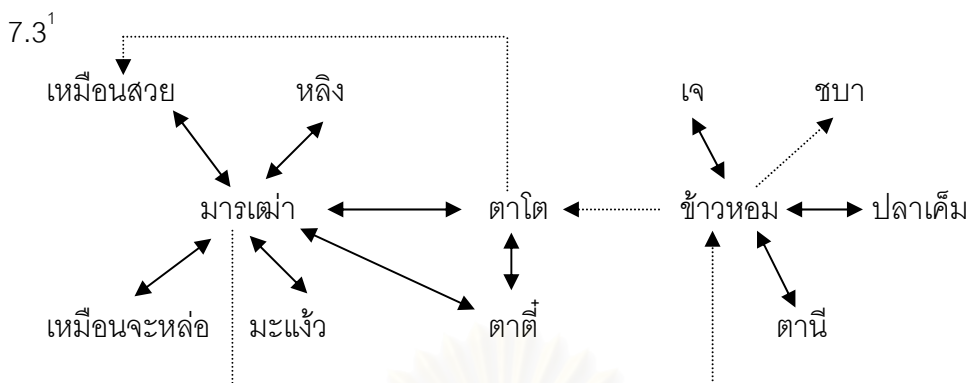 7.3¹
เหมือนสวย หลิง เจ ชบา
มารเฒ่า ตาโต ข้าวหอม ปลาเค็ม
เหมือนจะหล่อ มะแง้ว ตาตี๋ ตานี